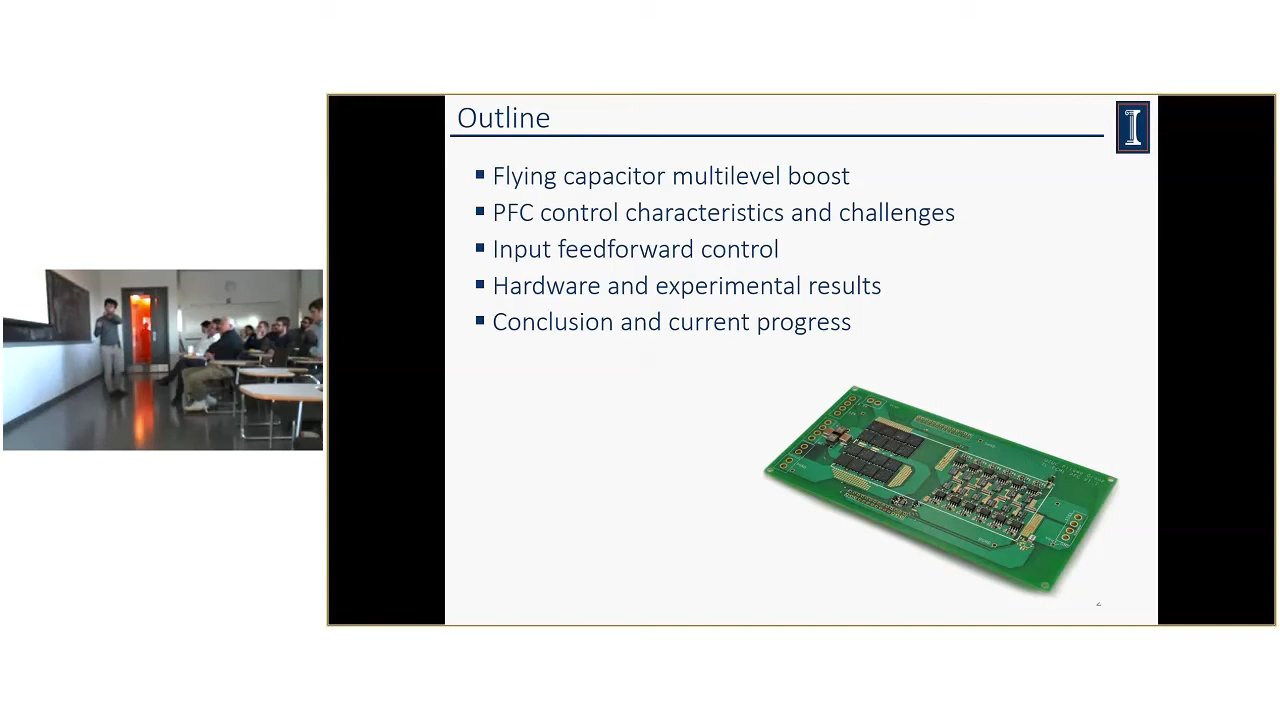 Outline
▪ Flying capacitor multilevel boost
▪ PFC control characteristics and challenges
▪ Input feedforward control
▪ Hardware and experimental results
▪ Conclusion and current progress
2